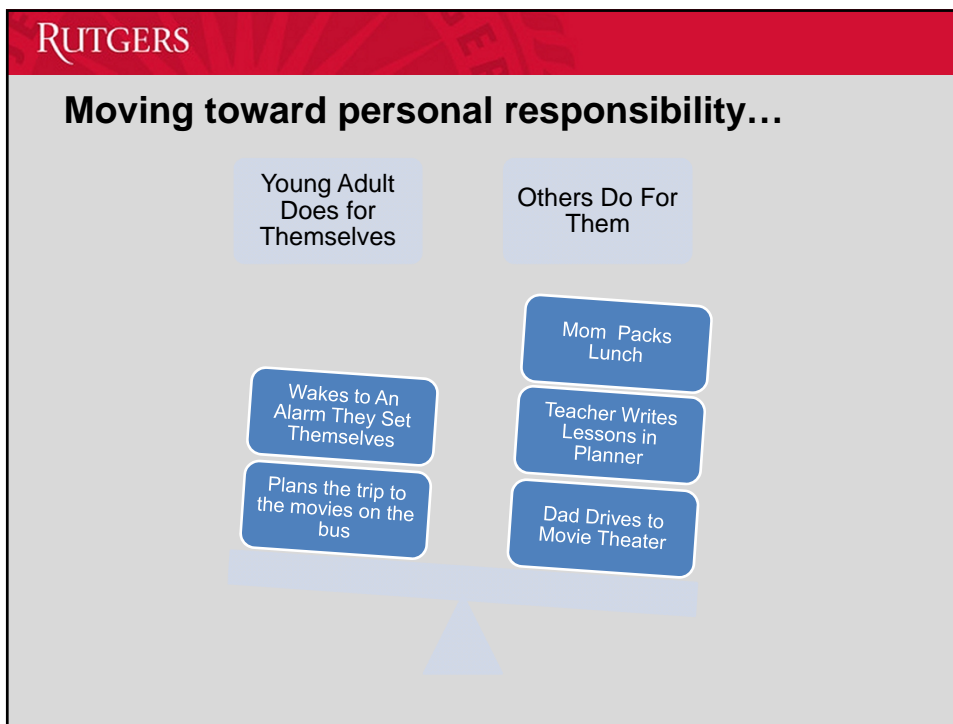 RUTGERS
Moving toward personal responsibility…
Young Adult
Does for
Themselves
Others Do For
Them
Wakes to An
Alarm They Set
Themselves
Plans the trip to
the movies on the
bus
Mom  Packs
Lunch
Teacher Writes
Lessons in
Planner
Dad Drives to
Movie Theater